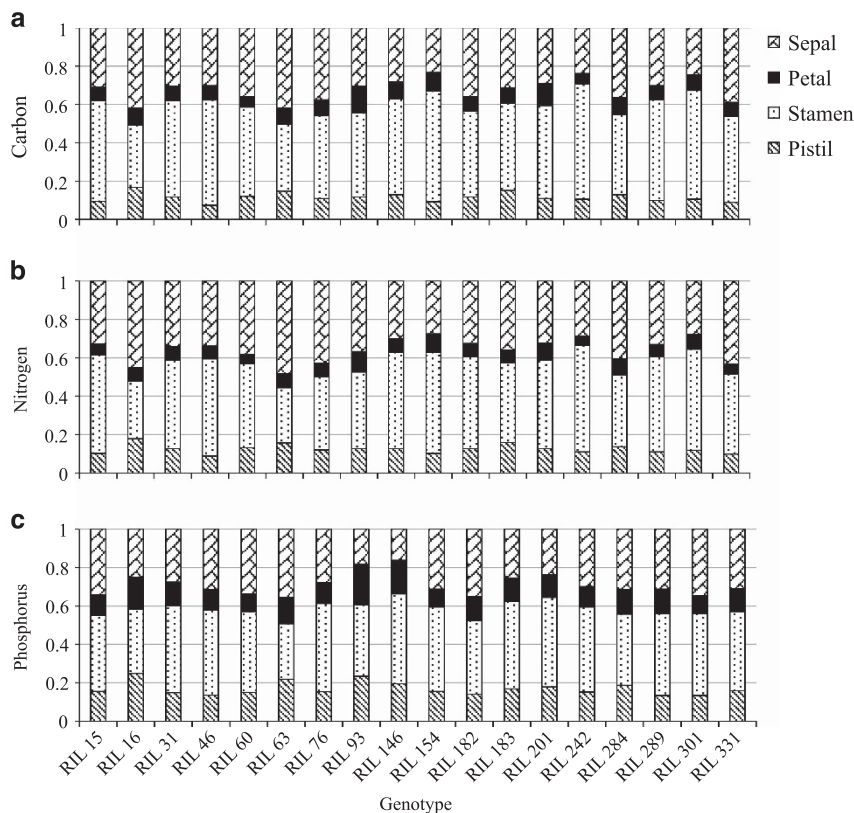 a
1
0.8
0.6
0.4
0.2
0
Carbon
Sepal
Petal
Stamen
Pistil
b
1
0.8
0.6
0.4
0.2
0
Nitrogen
c
1
0.8
0.6
0.4
0.2
0
Phosphorus
RIL 15
RIL 16
RIL 31
RIL 46
RIL 60
RIL 63
RIL 76
RIL 93
RIL 146
RIL 154
RIL 182
RIL 183
RIL 201
RIL 242
RIL 284
RIL 289
RIL 301
RIL 331
Genotype